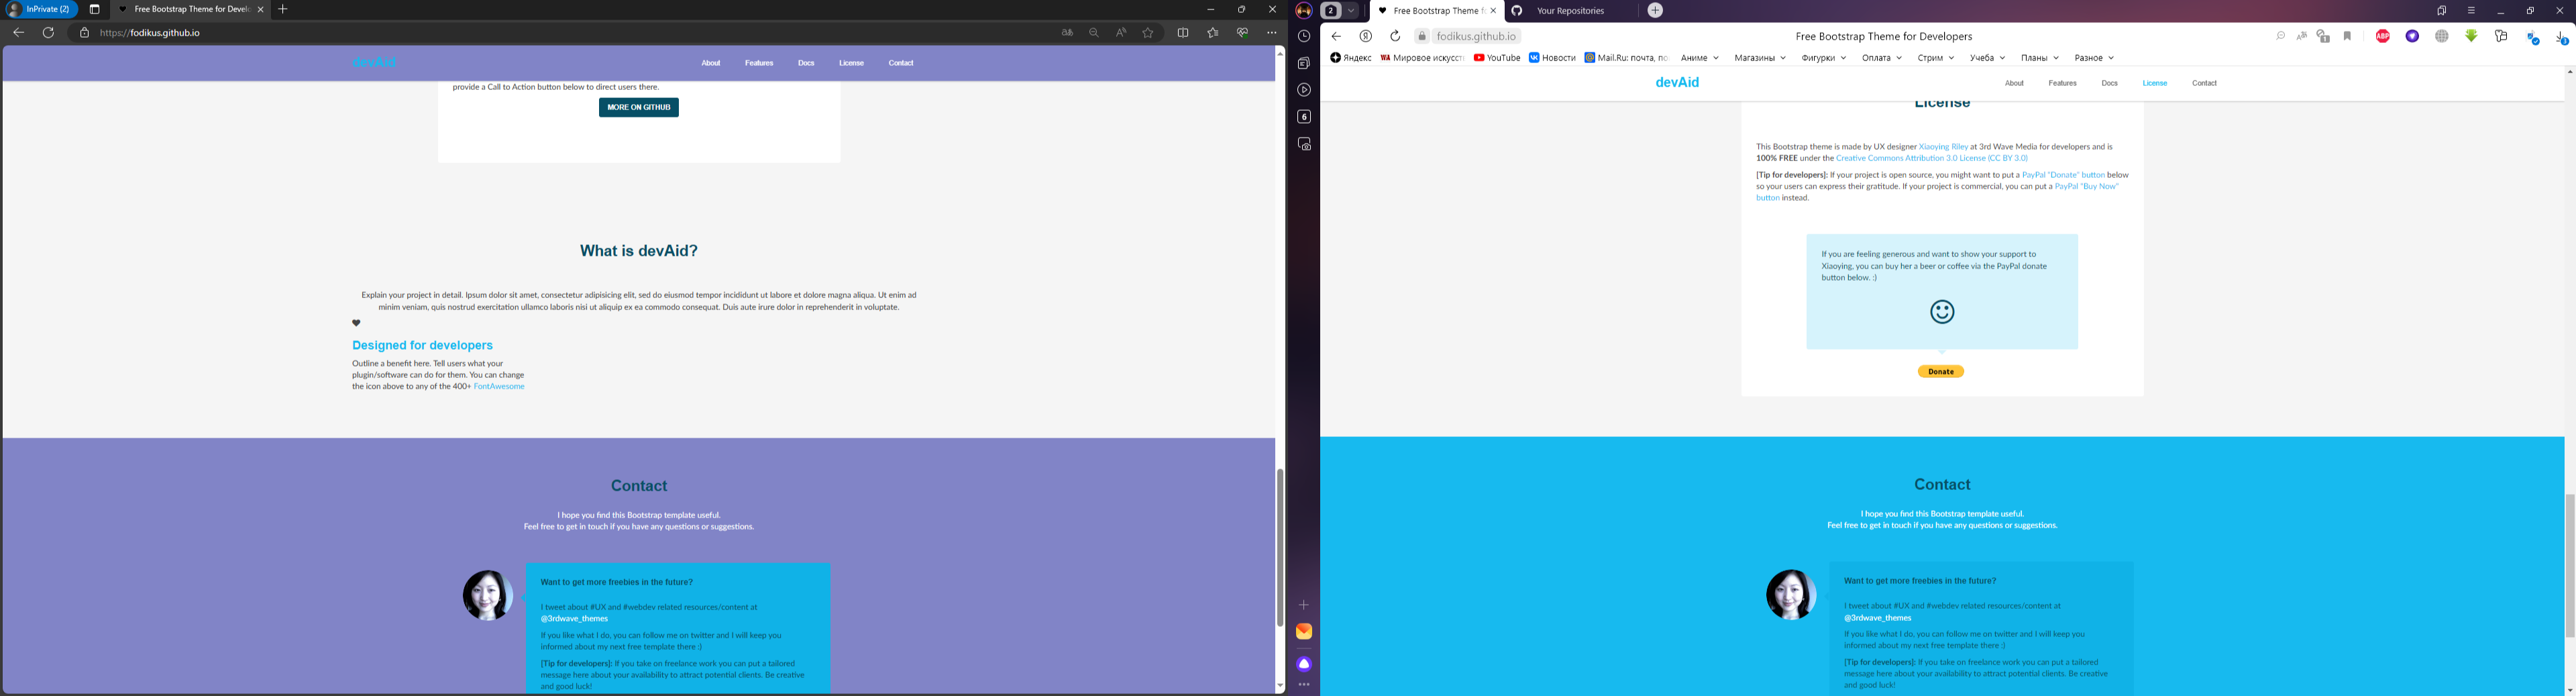 InPrivate (2)
Free Bootstrap Theme for Develo
https://fodikus.github.io
devAid
About
Features
Docs
License
Contact
provide a Call to Action button below to direct users there.
MORE ON GITHUB
What is devAid?
Explain your project in detail. Ipsum dolor sit amet, consectetur adipisicing elit, sed do eiusmod tempor incididunt ut labore et dolore magna aliqua. Ut enim ad
minim veniam, quis nostrud exercitation ullamco laboris nisi ut aliquip ex ea commodo consequat. Duis aute irure dolor in reprehenderit in voluptate.
Designed for developers
Outline a benefit here. Tell users what your
plugin/software can do for them. You can change
the icon above to any of the 400+ FontAwesome
Contact
I hope you find this Bootstrap template useful.
Feel free to get in touch if you have any questions or suggestions.
Want to get more freebies in the future?
I tweet about #UX and #webdev related resources/content at
@3rdwave_themes
If you like what I do, you can follow me on twitter and I will keep you
informed about my next free template there :)
[Tip for developers]: If you take on freelance work you can put a tailored
message here about your availability to attract potential clients. Be creative
and good luck!
2
Free Bootstrap Theme f
Your Repositories
fodikus.github.io
Free Bootstrap Theme for Developers
ABP
1
Яндекс
WA Мировое искусст
YouTube
Новости
Mail.Ru: почта, по
Аниме
Магазины
Фигурки
Оплата
Стрим
Учеба
Планы
Разное
6
devAid
About
Features
Docs
License
Contact
License
This Bootstrap theme is made by UX designer Xiaoying Riley at 3rd Wave Media for developers and is
100% FREE under the Creative Commons Attribution 3.0 License (CC BY 3.0)
[Tip for developers]: If your project is open source, you might want to put a PayPal "Donate" button below
so your users can express their gratitude. If your project is commercial, you can put a PayPal "Buy Now"
button instead.
If you are feeling generous and want to show your support to
Xiaoying, you can buy her a beer or coffee via the PayPal donate
button below. :)
Donate
Contact
I hope you find this Bootstrap template useful.
Feel free to get in touch if you have any questions or suggestions.
Want to get more freebies in the future?
I tweet about #UX and #webdev related resources/content at
@3rdwave_themes
If you like what I do, you can follow me on twitter and I will keep you
informed about my next free template there :)
[Tip for developers]: If you take on freelance work you can put a tailored
message here about your availability to attract potential clients. Be creative
and good luck!